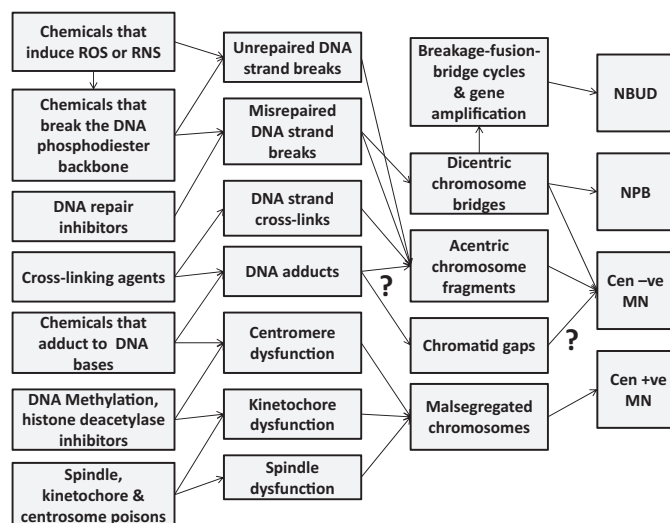 Chemicals that
induce ROS or RNS
Chemicals that
break the DNA
phosphodiester
backbone
DNA repair
inhibitors
Cross-linking agents
Chemicals that
adduct to DNA
bases
DNA Methylation,
histone deacetylase
inhibitors
Spindle,
kinetochore &
centrosome poisons
Unrepaired DNA
strand breaks
Misrepaired
DNA strand
breaks
DNA strand
cross-links
DNA adducts
Centromere
dysfunction
Kinetochore
dysfunction
Spindle
dysfunction
?
Breakage-fusion-
bridge cycles
& gene
amplification
Dicentric
chromosome
bridges
Acentric
chromosome
fragments
Chromatid gaps
Malsegregated
chromosomes
?
NBUD
NPB
Cen –ve
MN
Cen +ve
MN